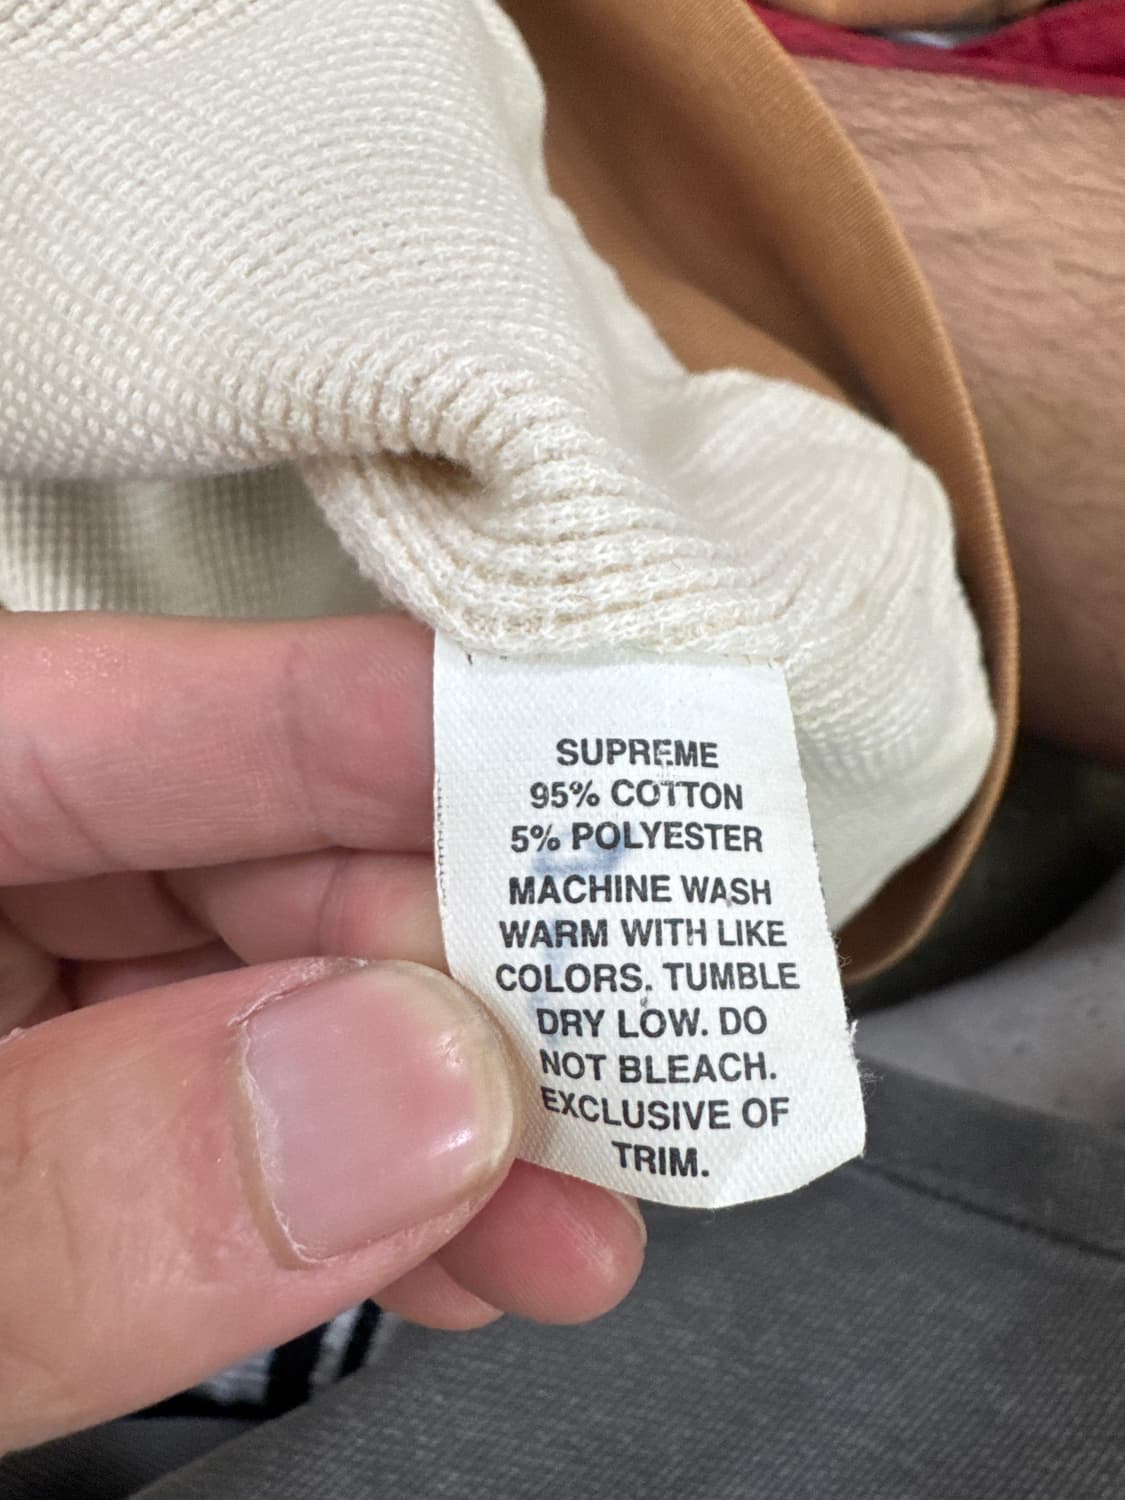 SUPREME
95% COTTON
5% POLYESTER
MACHINE WASH
WARM WITH LIKE
COLORS. TUMBLE
DRY LOW. DO
NOT BLEACH.
EXCLUSIVE OF
TRIM.